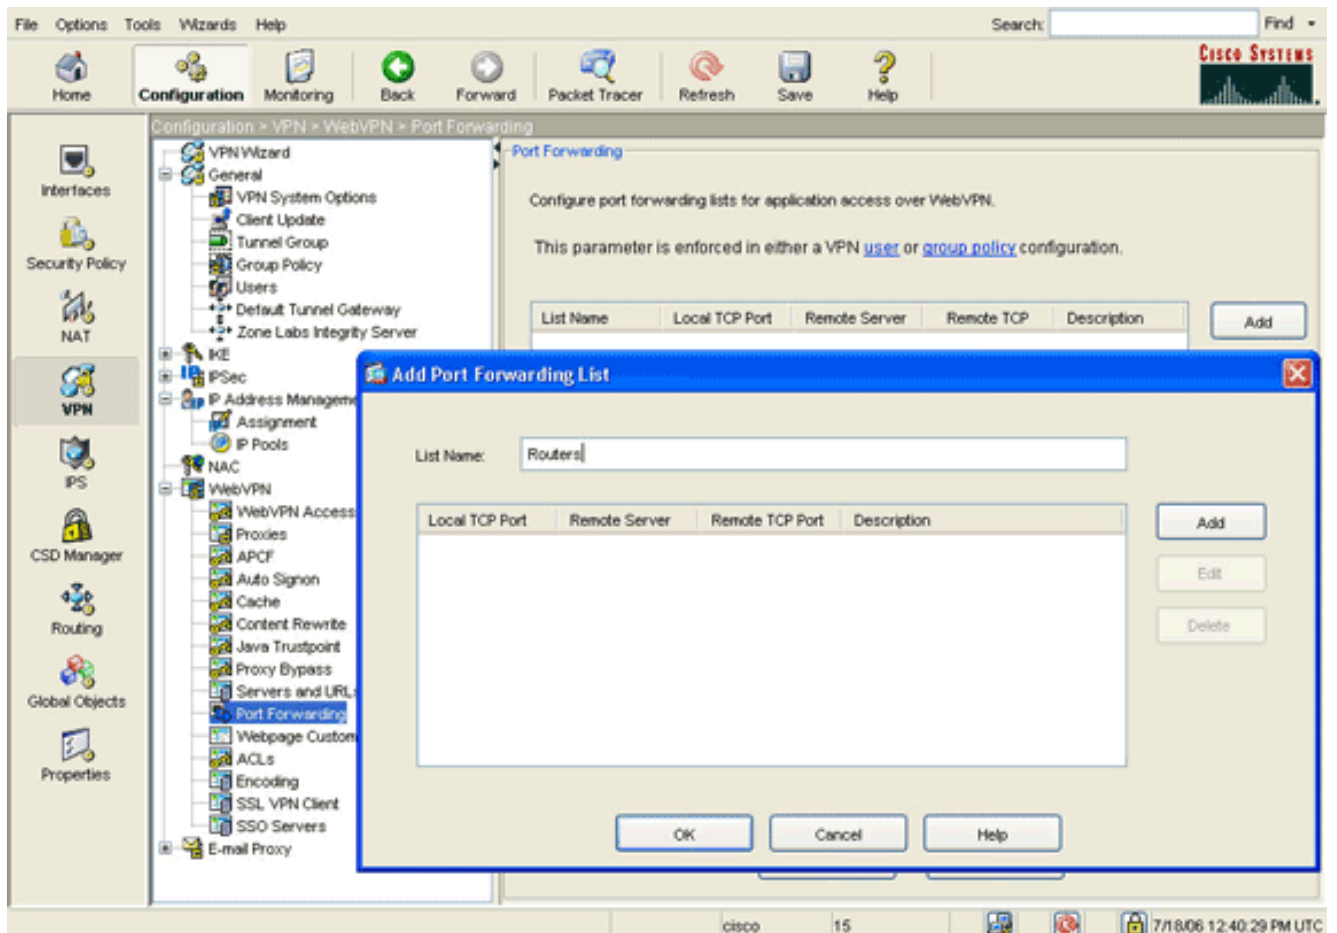 File Options Tools Wizards Help Search: Find
Home Configuration Monitoring Back Forward Packet Tracer Refresh Save Help
CISCO SYSTEMS
Configuration > VPN > WebVPN > Port Forwarding
Interfaces
Security Policy
NAT
VPN
IPS
CSD Manager
Routing
Global Objects
Properties
VPN Wizard
General
VPN System Options
Client Update
Tunnel Group
Group Policy
Users
Default Tunnel Gateway
Zone Labs Integrity Server
IKE
IPSec
IP Address Manageme
Assignment
IP Pools
NAC
WebVPN
WebVPN Access
Proxies
APCF
Auto Signon
Cache
Content Rewrite
Java Trustpoint
Proxy Bypass
Servers and URLs
Port Forwarding
Webpage Custom
ACLs
Encoding
SSL VPN Client
SSO Servers
E-mail Proxy
Port Forwarding
Configure port forwarding lists for application access over WebVPN.
This parameter is enforced in either a VPN user or group policy configuration.
List Name Local TCP Port Remote Server Remote TCP Description
Add
Add Port Forwarding List
List Name: Routers
Local TCP Port Remote Server Remote TCP Port Description
Add
Edit
Delete
OK Cancel Help
cisco 15 7/18/06 12:40:29 PM UTC